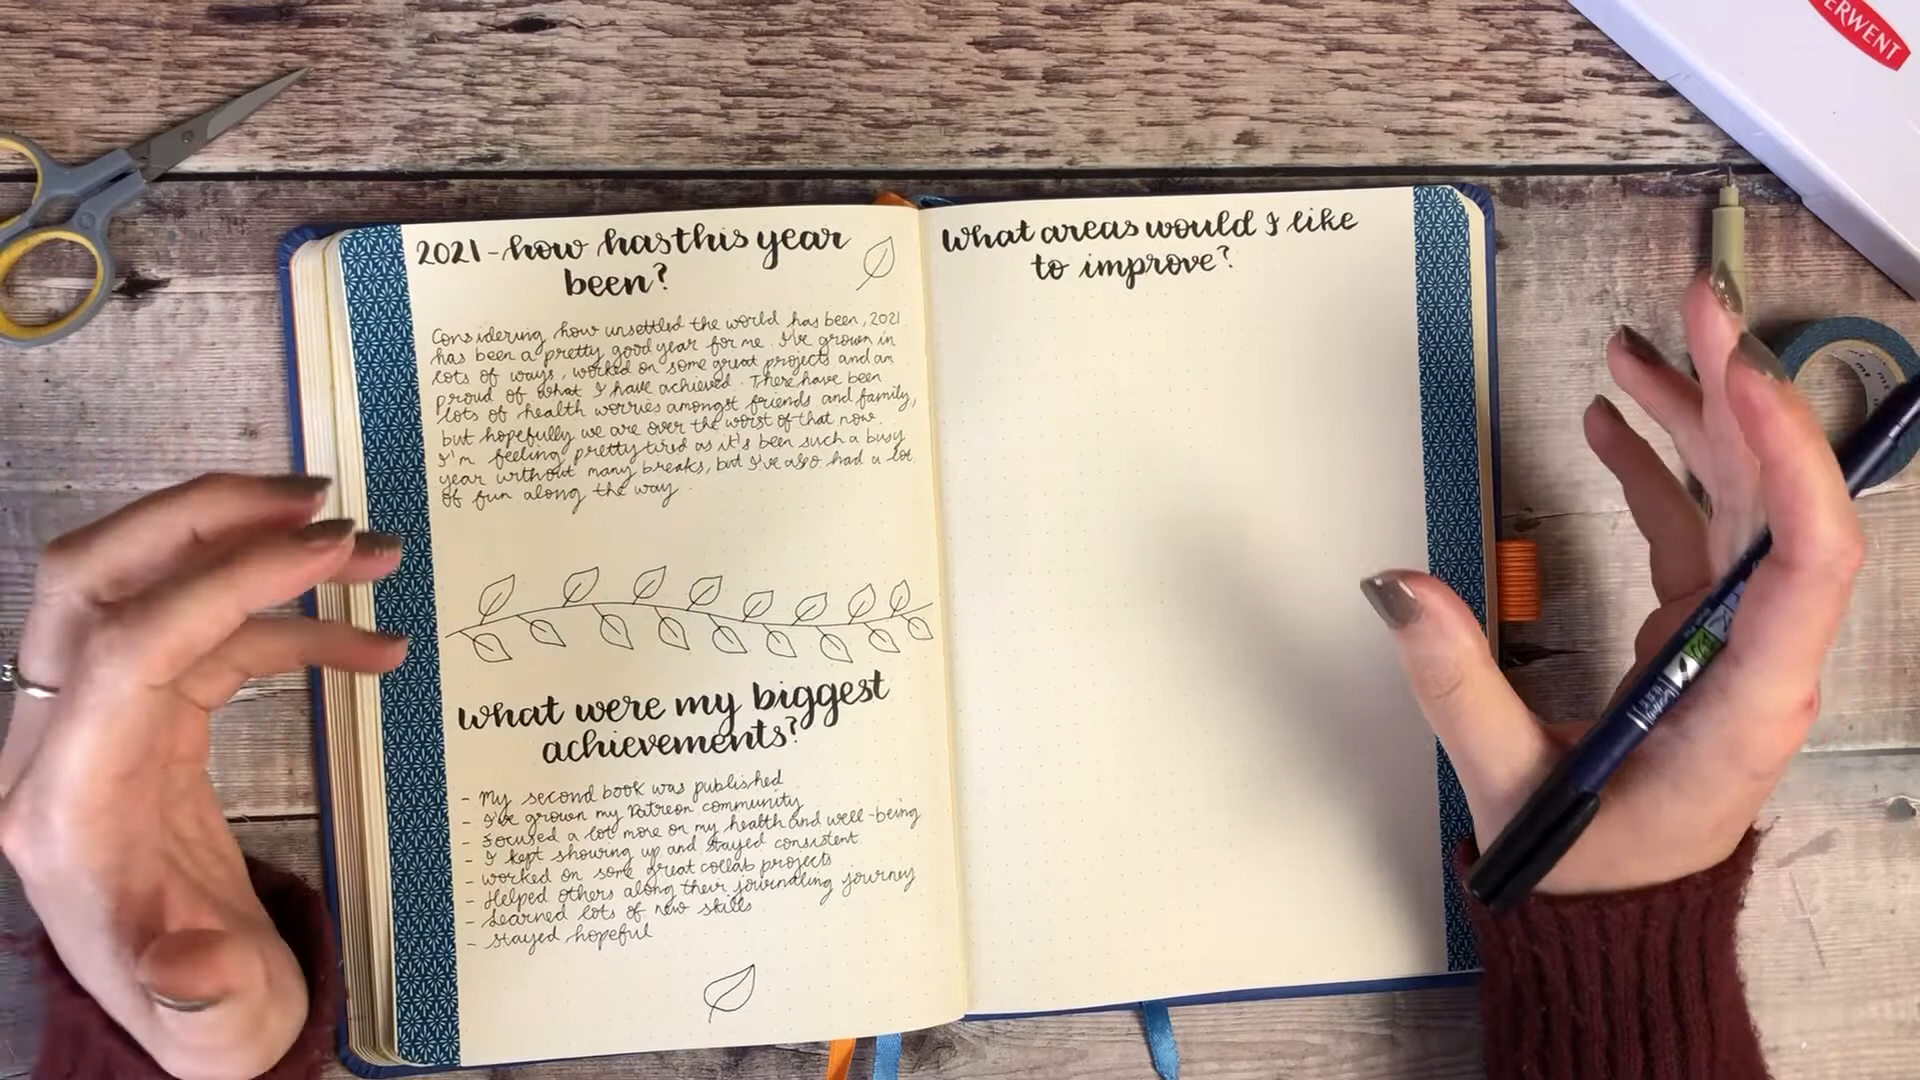 ERWENT
2021 - how has this year
been?
Considering how unsettled the world has been, 2021
has been a pretty good year for me. I've grown in
lots of ways, worked on some great projects and am
proud of what I have achieved. There have been
lots of health worries amongst friends and family,
but hopefully we are over the worst of that now.
I'm feeling pretty tired as it's been such a busy
year without many breaks, but I've also had a lot
of fun along the way.
What were my biggest
achievements?
- My second book was published
- I've grown my Patreon community
- Focused a lot more on my health and well-being
- I kept showing up and stayed consistent
- Worked on some great collab projects
- Helped others along their journaling journey
- Learned lots of new skills
- Stayed hopeful
What areas would I like
to improve?
mt